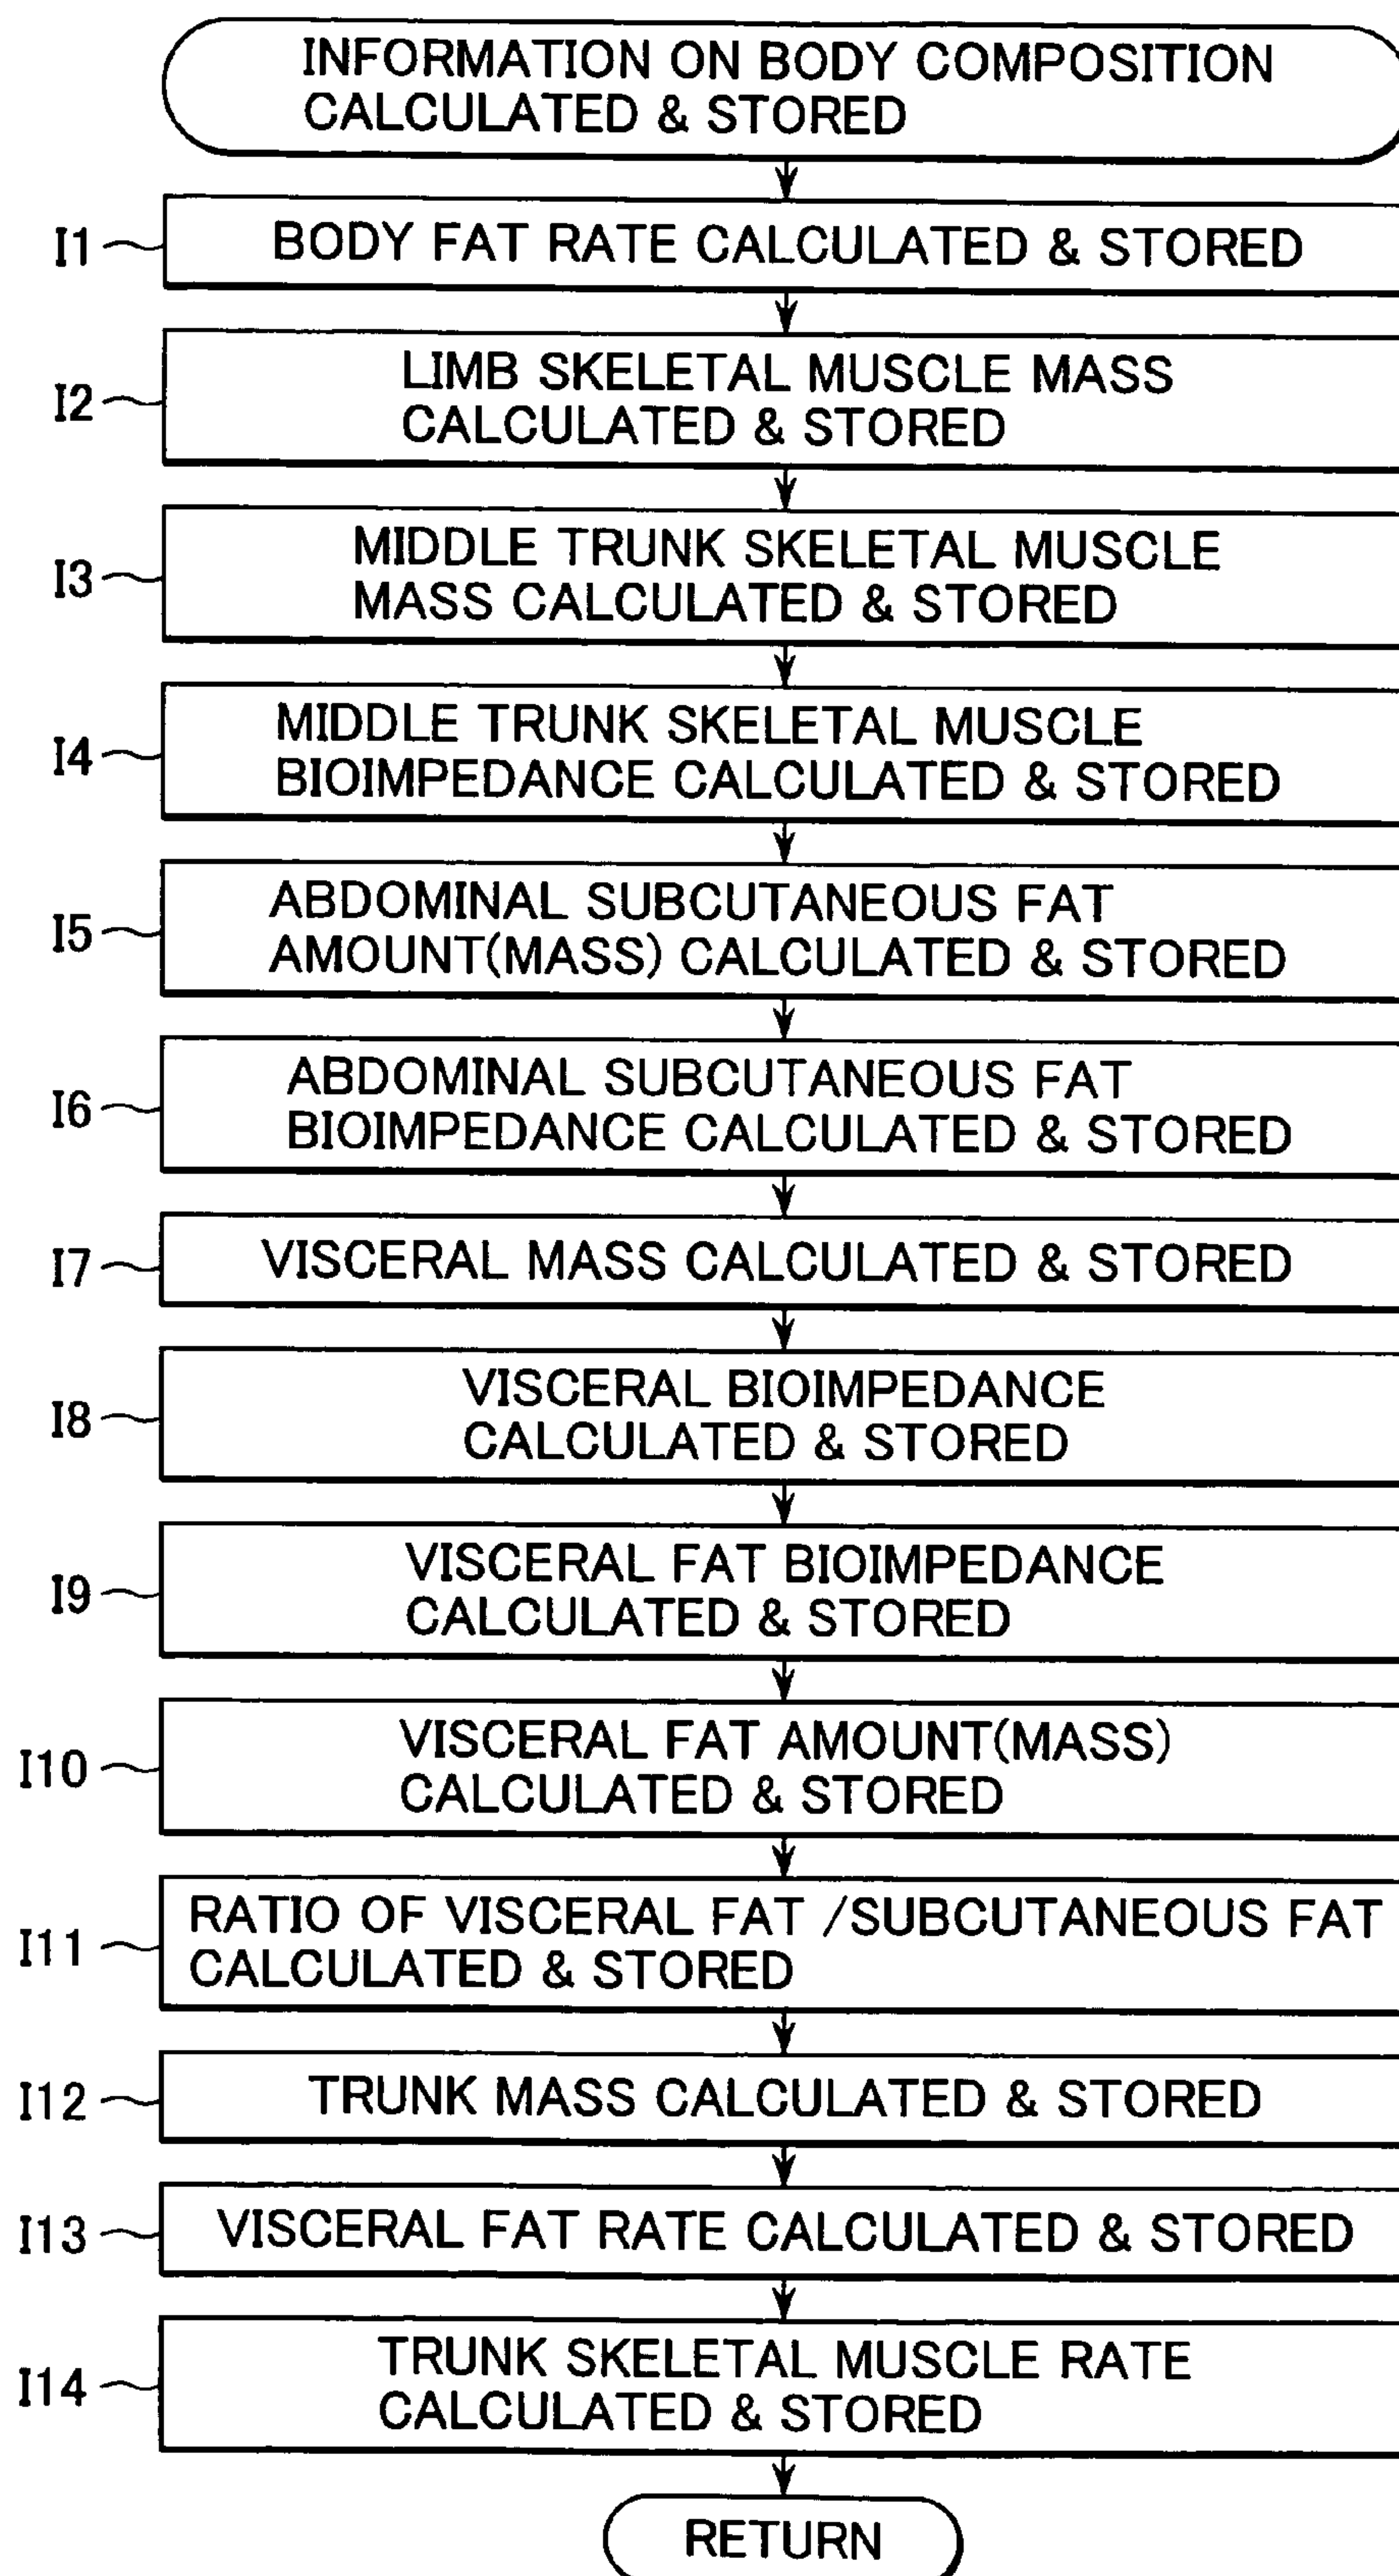 INFORMATION ON BODY COMPOSITION
CALCULATED & STORED
I1
BODY FAT RATE CALCULATED & STORED
I2
LIMB SKELETAL MUSCLE MASS
CALCULATED & STORED
I3
MIDDLE TRUNK SKELETAL MUSCLE
MASS CALCULATED & STORED
I4
MIDDLE TRUNK SKELETAL MUSCLE
BIOIMPEDANCE CALCULATED & STORED
I5
ABDOMINAL SUBCUTANEOUS FAT
AMOUNT(MASS) CALCULATED & STORED
I6
ABDOMINAL SUBCUTANEOUS FAT
BIOIMPEDANCE CALCULATED & STORED
I7
VISCERAL MASS CALCULATED & STORED
I8
VISCERAL BIOIMPEDANCE
CALCULATED & STORED
I9
VISCERAL FAT BIOIMPEDANCE
CALCULATED & STORED
I10
VISCERAL FAT AMOUNT(MASS)
CALCULATED & STORED
I11
RATIO OF VISCERAL FAT /SUBCUTANEOUS FAT
CALCULATED & STORED
I12
TRUNK MASS CALCULATED & STORED
I13
VISCERAL FAT RATE CALCULATED & STORED
I14
TRUNK SKELETAL MUSCLE RATE
CALCULATED & STORED
RETURN